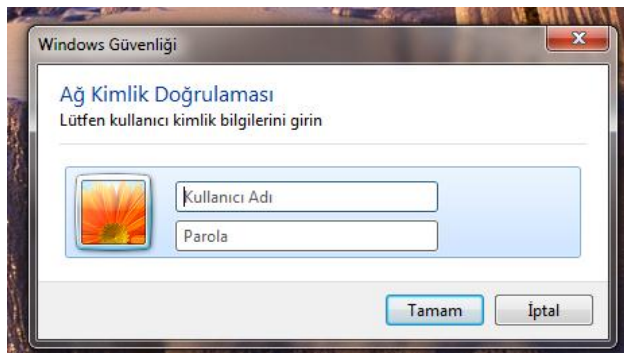 Windows Güvenliği
Ağ Kimlik Doğrulaması
Lütfen kullanıcı kimlik bilgilerini girin
Kullanıcı Adı
Parola
Tamam
İptal